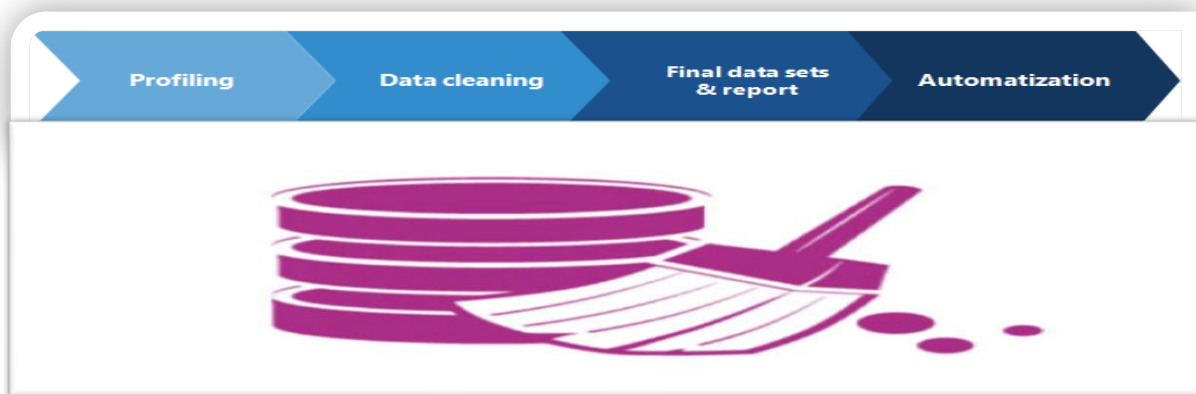 Profiling
Data cleaning
Final data sets
& report
Automatization